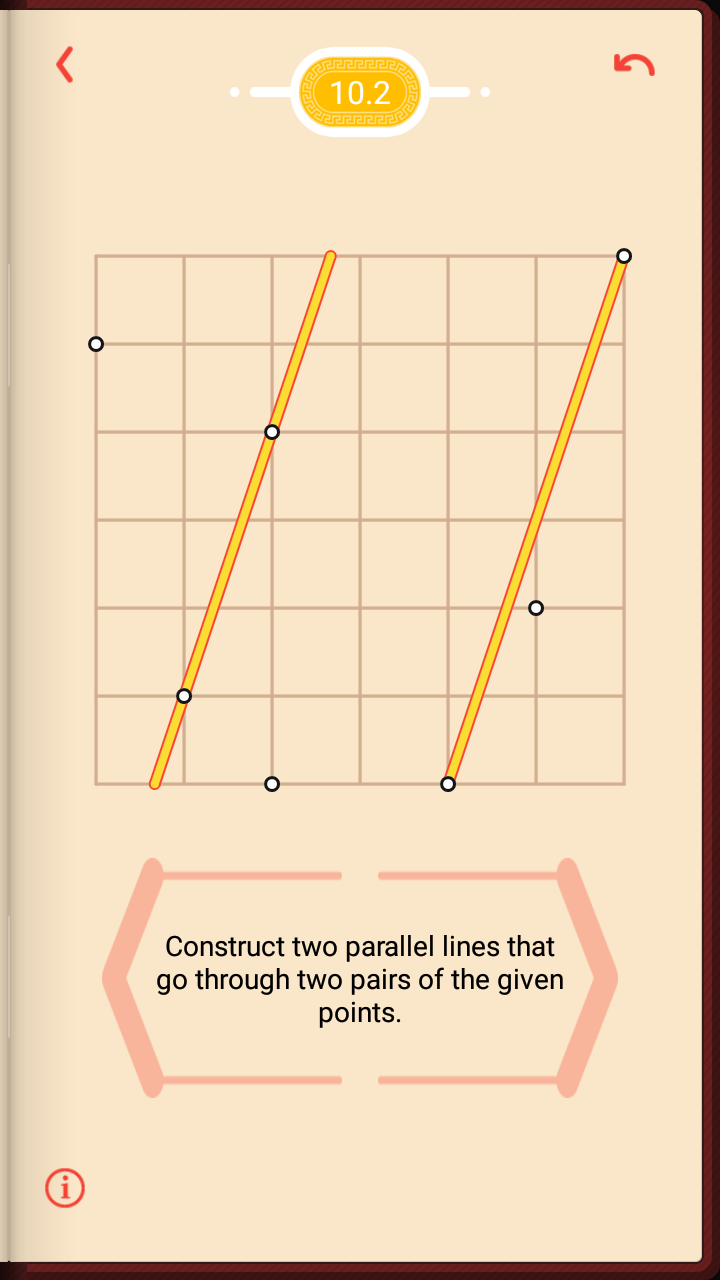 10.2
Construct two parallel lines that
go through two pairs of the given
points.
i